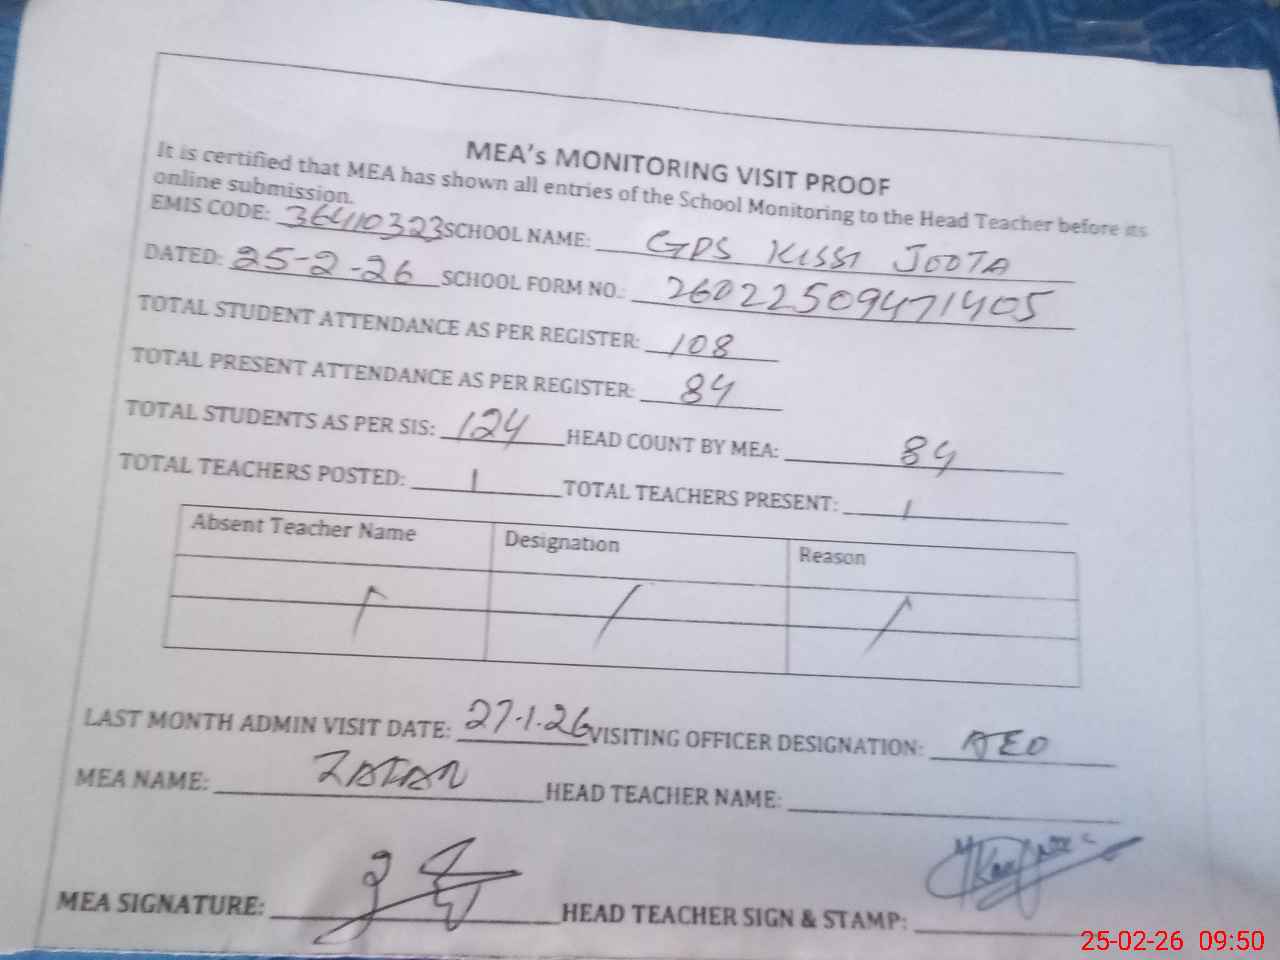 MEA's MONITORING VISIT PROOF
It is certified that MEA has shown all entries of the School Monitoring to the Head Teacher before its
online submission.
EMIS CODE: 36410323 SCHOOL NAME: GPS KISSI JOOTA
DATED: 25-2-26 SCHOOL FORM NO.: 260225509471405
TOTAL STUDENT ATTENDANCE AS PER REGISTER: 108
TOTAL PRESENT ATTENDANCE AS PER REGISTER: 84
TOTAL STUDENTS AS PER SIS: 124 HEAD COUNT BY MEA: 84
TOTAL TEACHERS POSTED: 1 TOTAL TEACHERS PRESENT: 1
Absent Teacher Name Designation Reason
/ / /
LAST MONTH ADMIN VISIT DATE: 27-1-26 VISITING OFFICER DESIGNATION: AEO
MEA NAME: HEAD TEACHER NAME:
MEA SIGNATURE: HEAD TEACHER SIGN & STAMP:
25-02-26 09:50